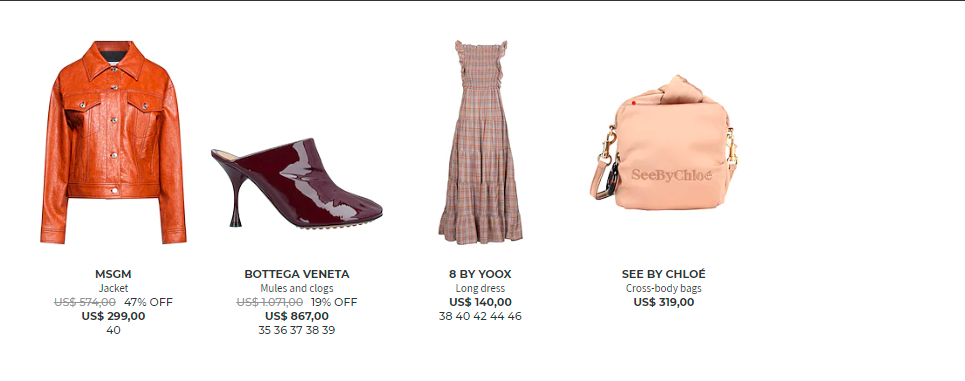 SeeByChloé
MSGM
Jacket
US$ 574,00 47% OFF
US$ 299,00
40
BOTTEGA VENETA
Mules and clogs
US$ 1.071,00 19% OFF
US$ 867,00
35 36 37 38 39
8 BY YOOX
Long dress
US$ 140,00
38 40 42 44 46
SEE BY CHLOÉ
Cross-body bags
US$ 319,00